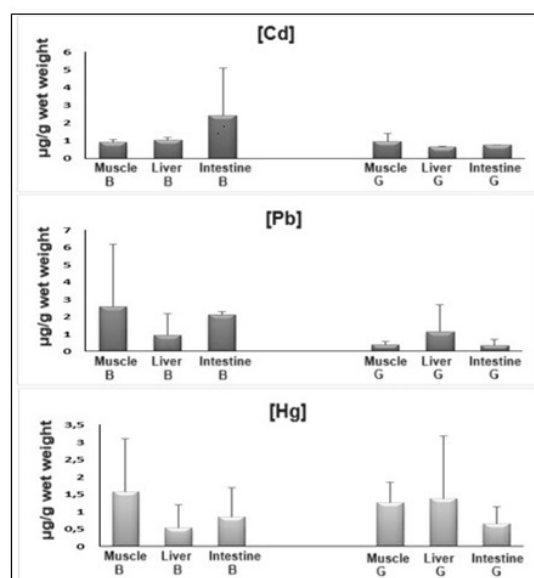 [Cd]
µg/g wet weight
6
5
4
3
2
1
0
Muscle Liver Intestine Muscle Liver Intestine
B B B G G G
[Pb]
µg/g wet weight
7
6
5
4
3
2
1
0
Muscle Liver Intestine Muscle Liver Intestine
B B B G G G
[Hg]
µg/g wet weight
3,5
3
2,5
2
1,5
1
0,5
0
Muscle Liver Intestine Muscle Liver Intestine
B B B G G G